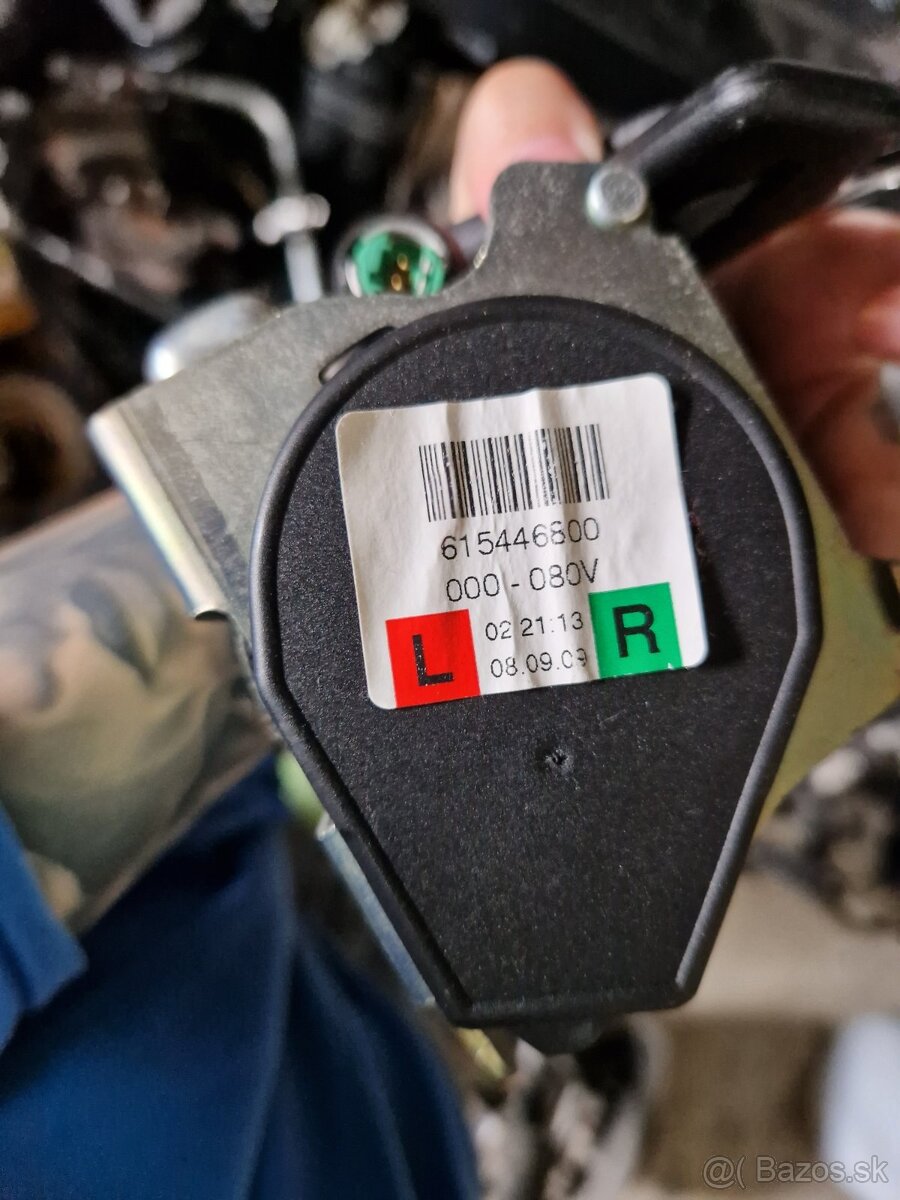 615446800
000 - 080V
L 02:21:13 R
08.09.09
@( Bazos.sk